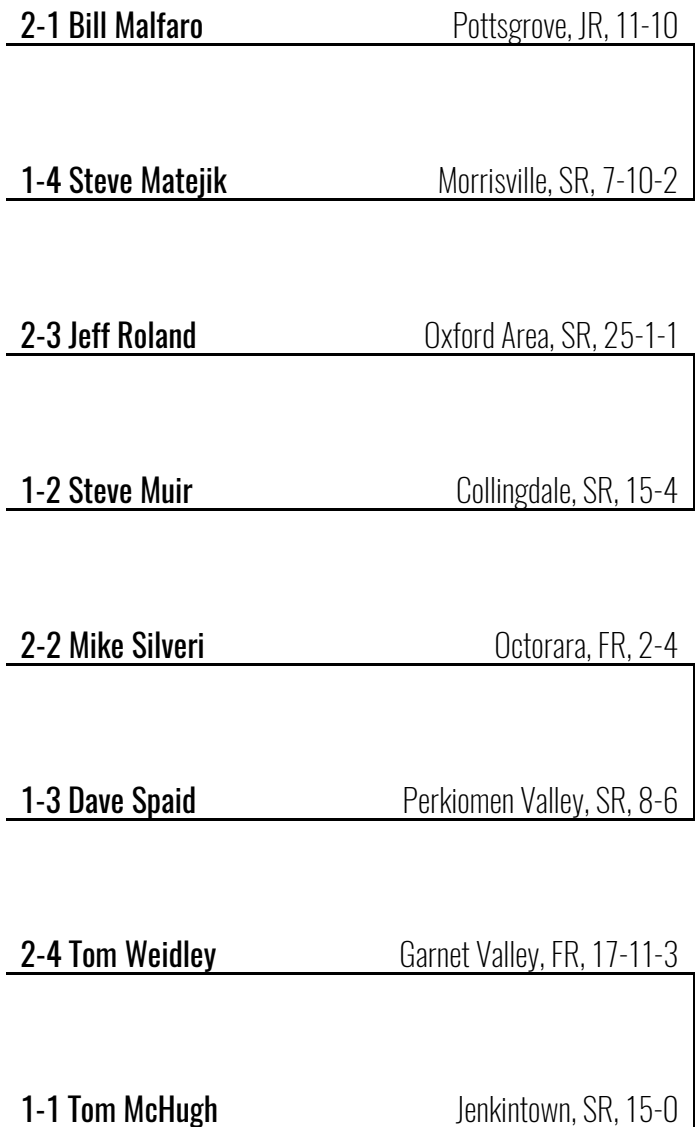 2-1 Bill Malfaro Pottsgrove, JR, 11-10
1-4 Steve Matejik Morrisville, SR, 7-10-2
2-3 Jeff Roland Oxford Area, SR, 25-1-1
1-2 Steve Muir Collingdale, SR, 15-4
2-2 Mike Silveri Octorara, FR, 2-4
1-3 Dave Spaid Perkiomen Valley, SR, 8-6
2-4 Tom Weidley Garnet Valley, FR, 17-11-3
1-1 Tom McHugh Jenkintown, SR, 15-0